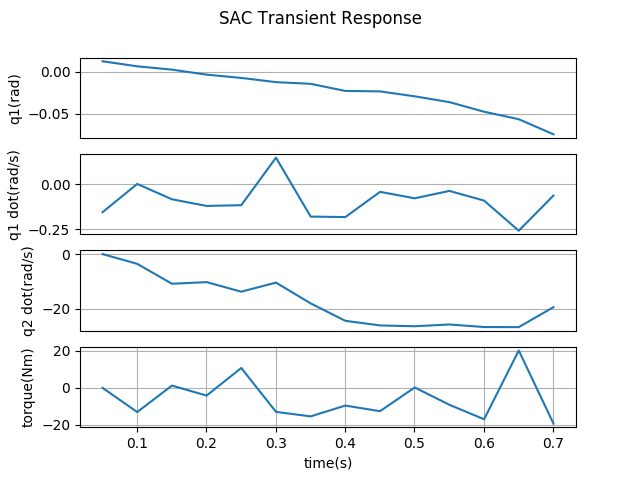 SAC Transient Response
0.00
−0.05
q1(rad)
0.00
−0.25
q1 dot(rad/s)
0
−20
q2 dot(rad/s)
20
0
−20
torque(Nm)
0.1 0.2 0.3 0.4 0.5 0.6 0.7
time(s)